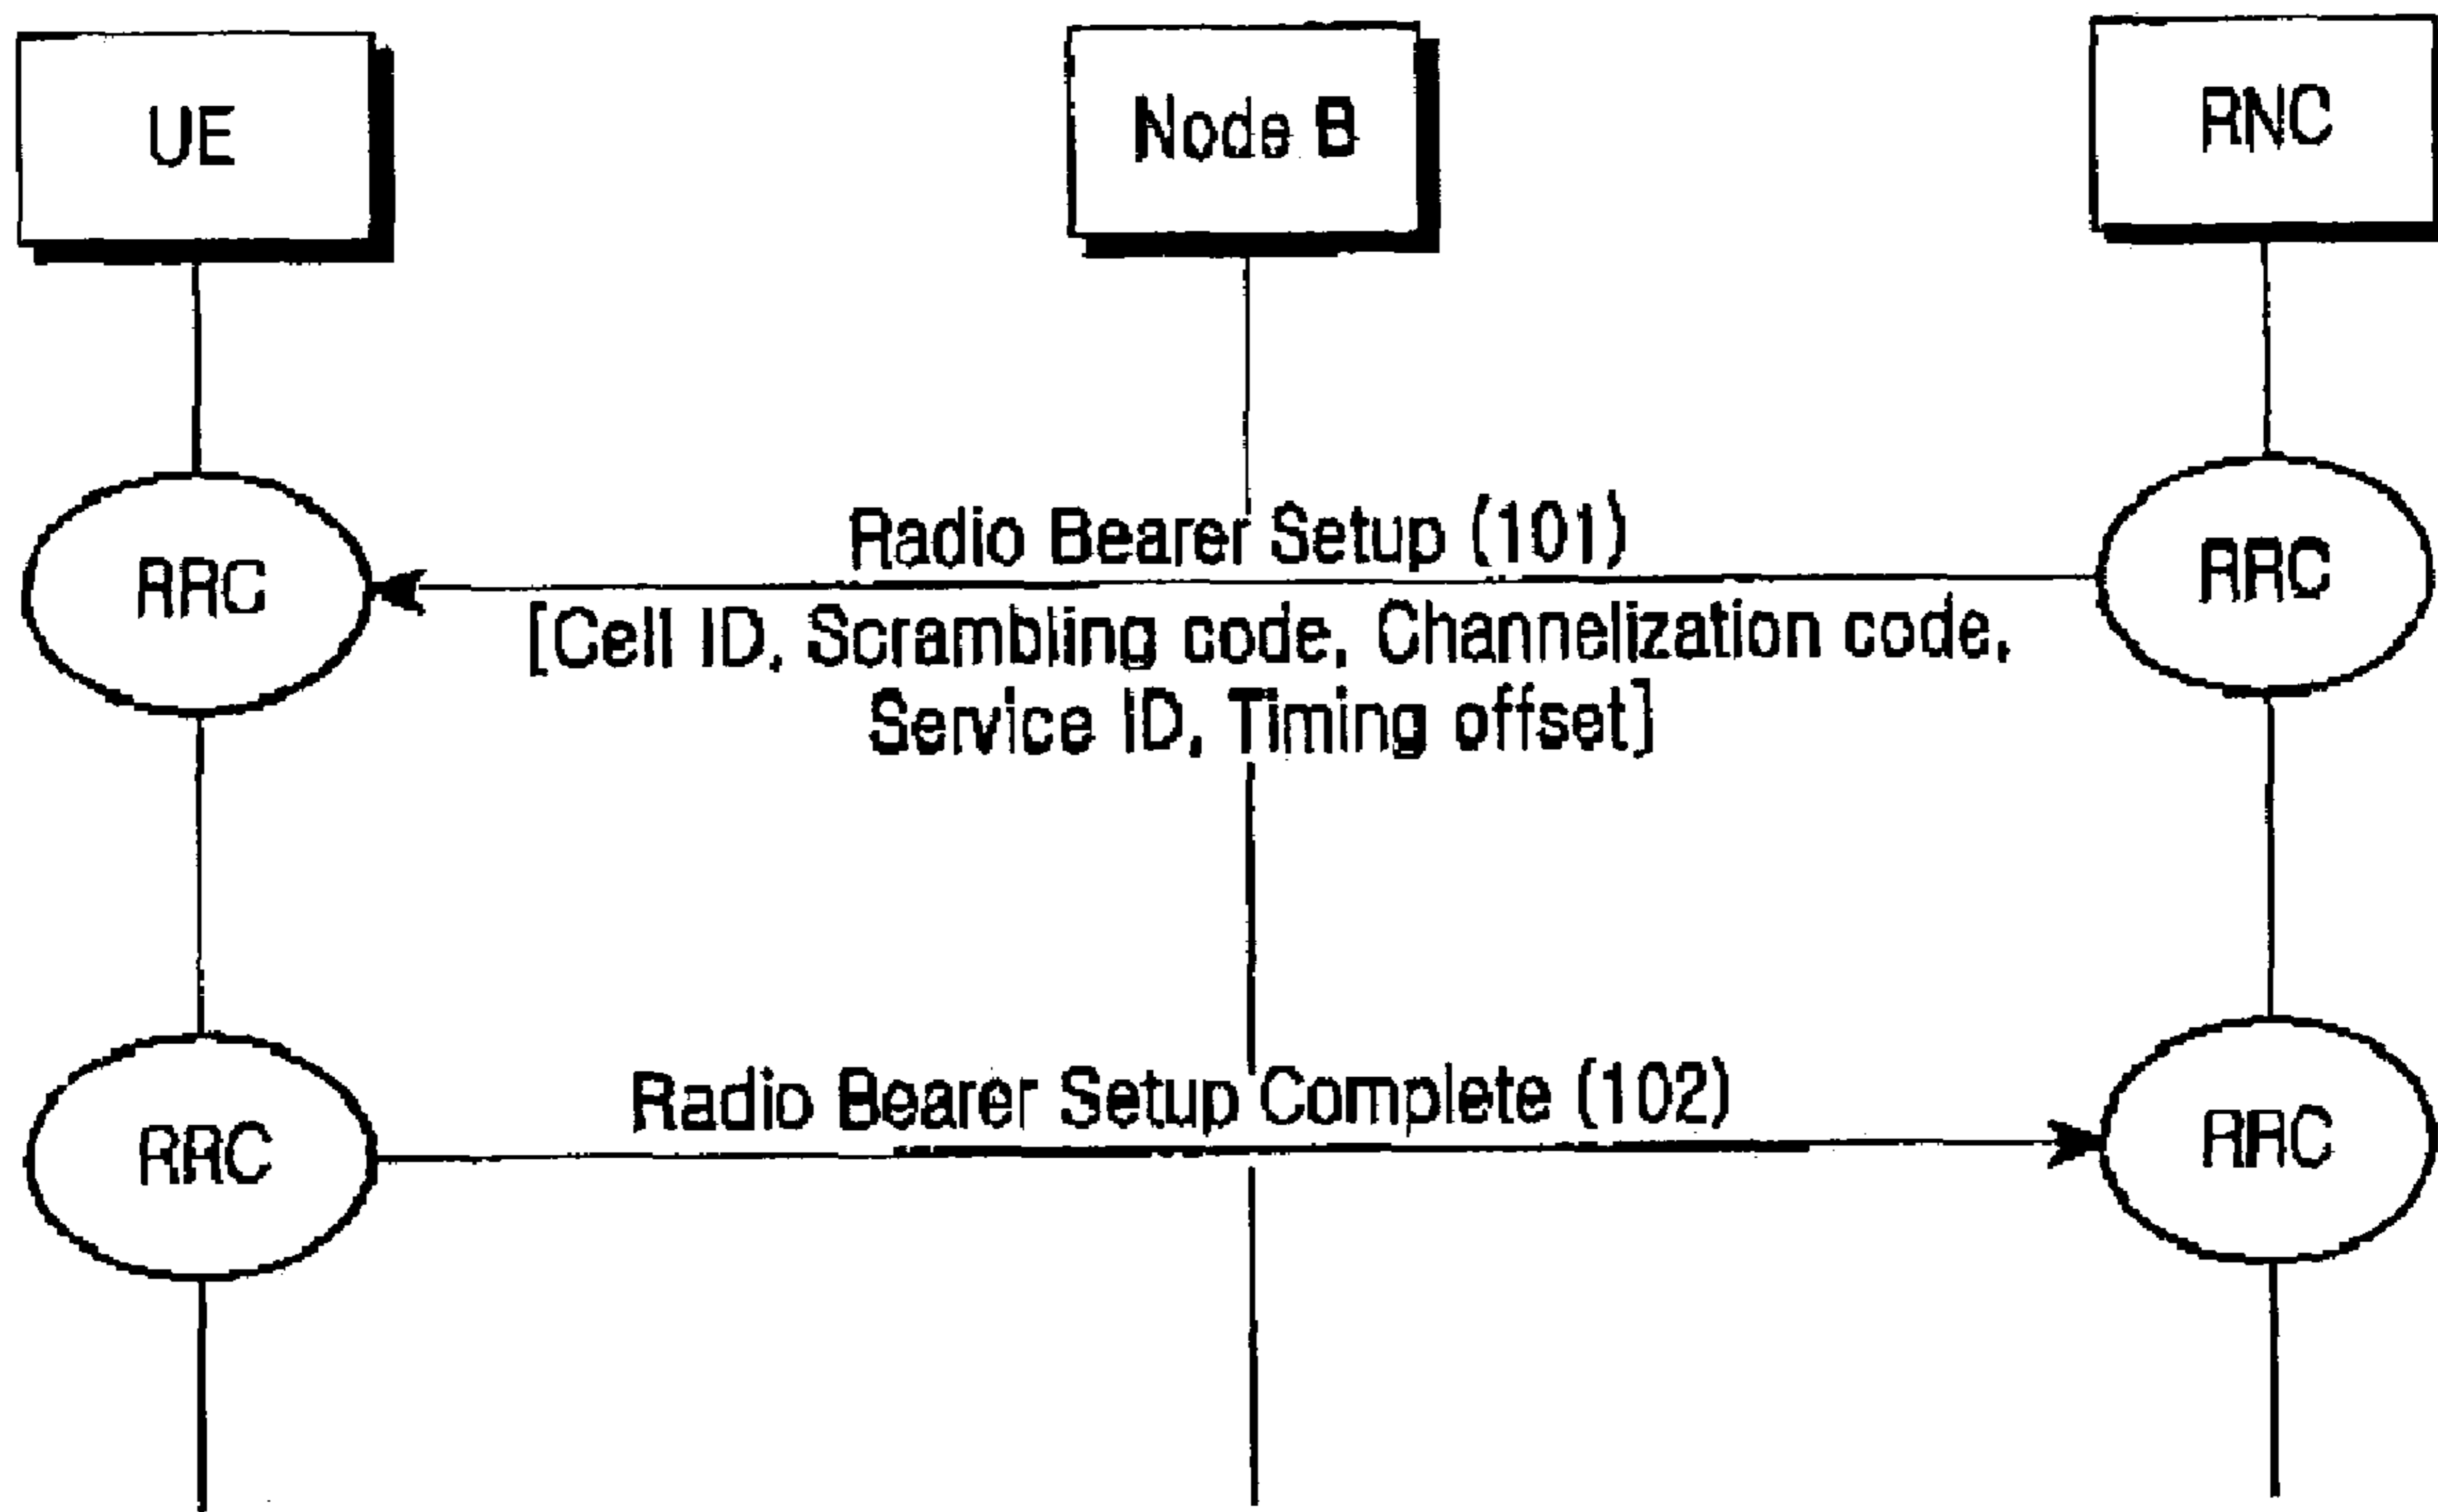 UE
Node B
RNC
Radio Bearer Setup (101)
RRC
RRC
[Cell ID, Scrambling code, Channelization code,
Service ID, Timing offset]
Radio Bearer Setup Complete (102)
RRC
RRC